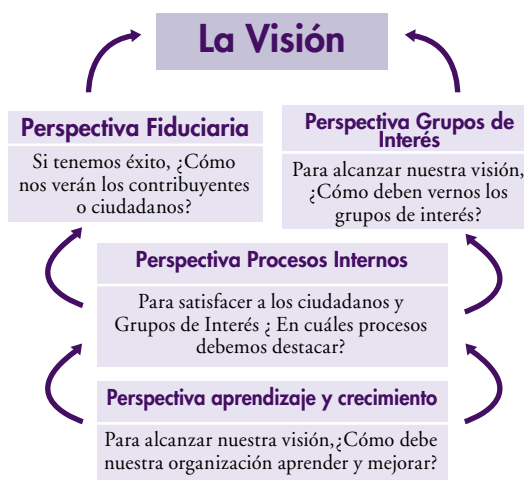 La Visión
Perspectiva Fiduciaria
Si tenemos éxito, ¿Cómo
nos verán los contribuyentes
o ciudadanos?
Perspectiva Grupos de
Interés
Para alcanzar nuestra visión,
¿Cómo deben vernos los
grupos de interés?
Perspectiva Procesos Internos
Para satisfacer a los ciudadanos y
Grupos de Interés ¿ En cuáles procesos
debemos destacar?
Perspectiva aprendizaje y crecimiento
Para alcanzar nuestra visión,¿Cómo debe
nuestra organización aprender y mejorar?